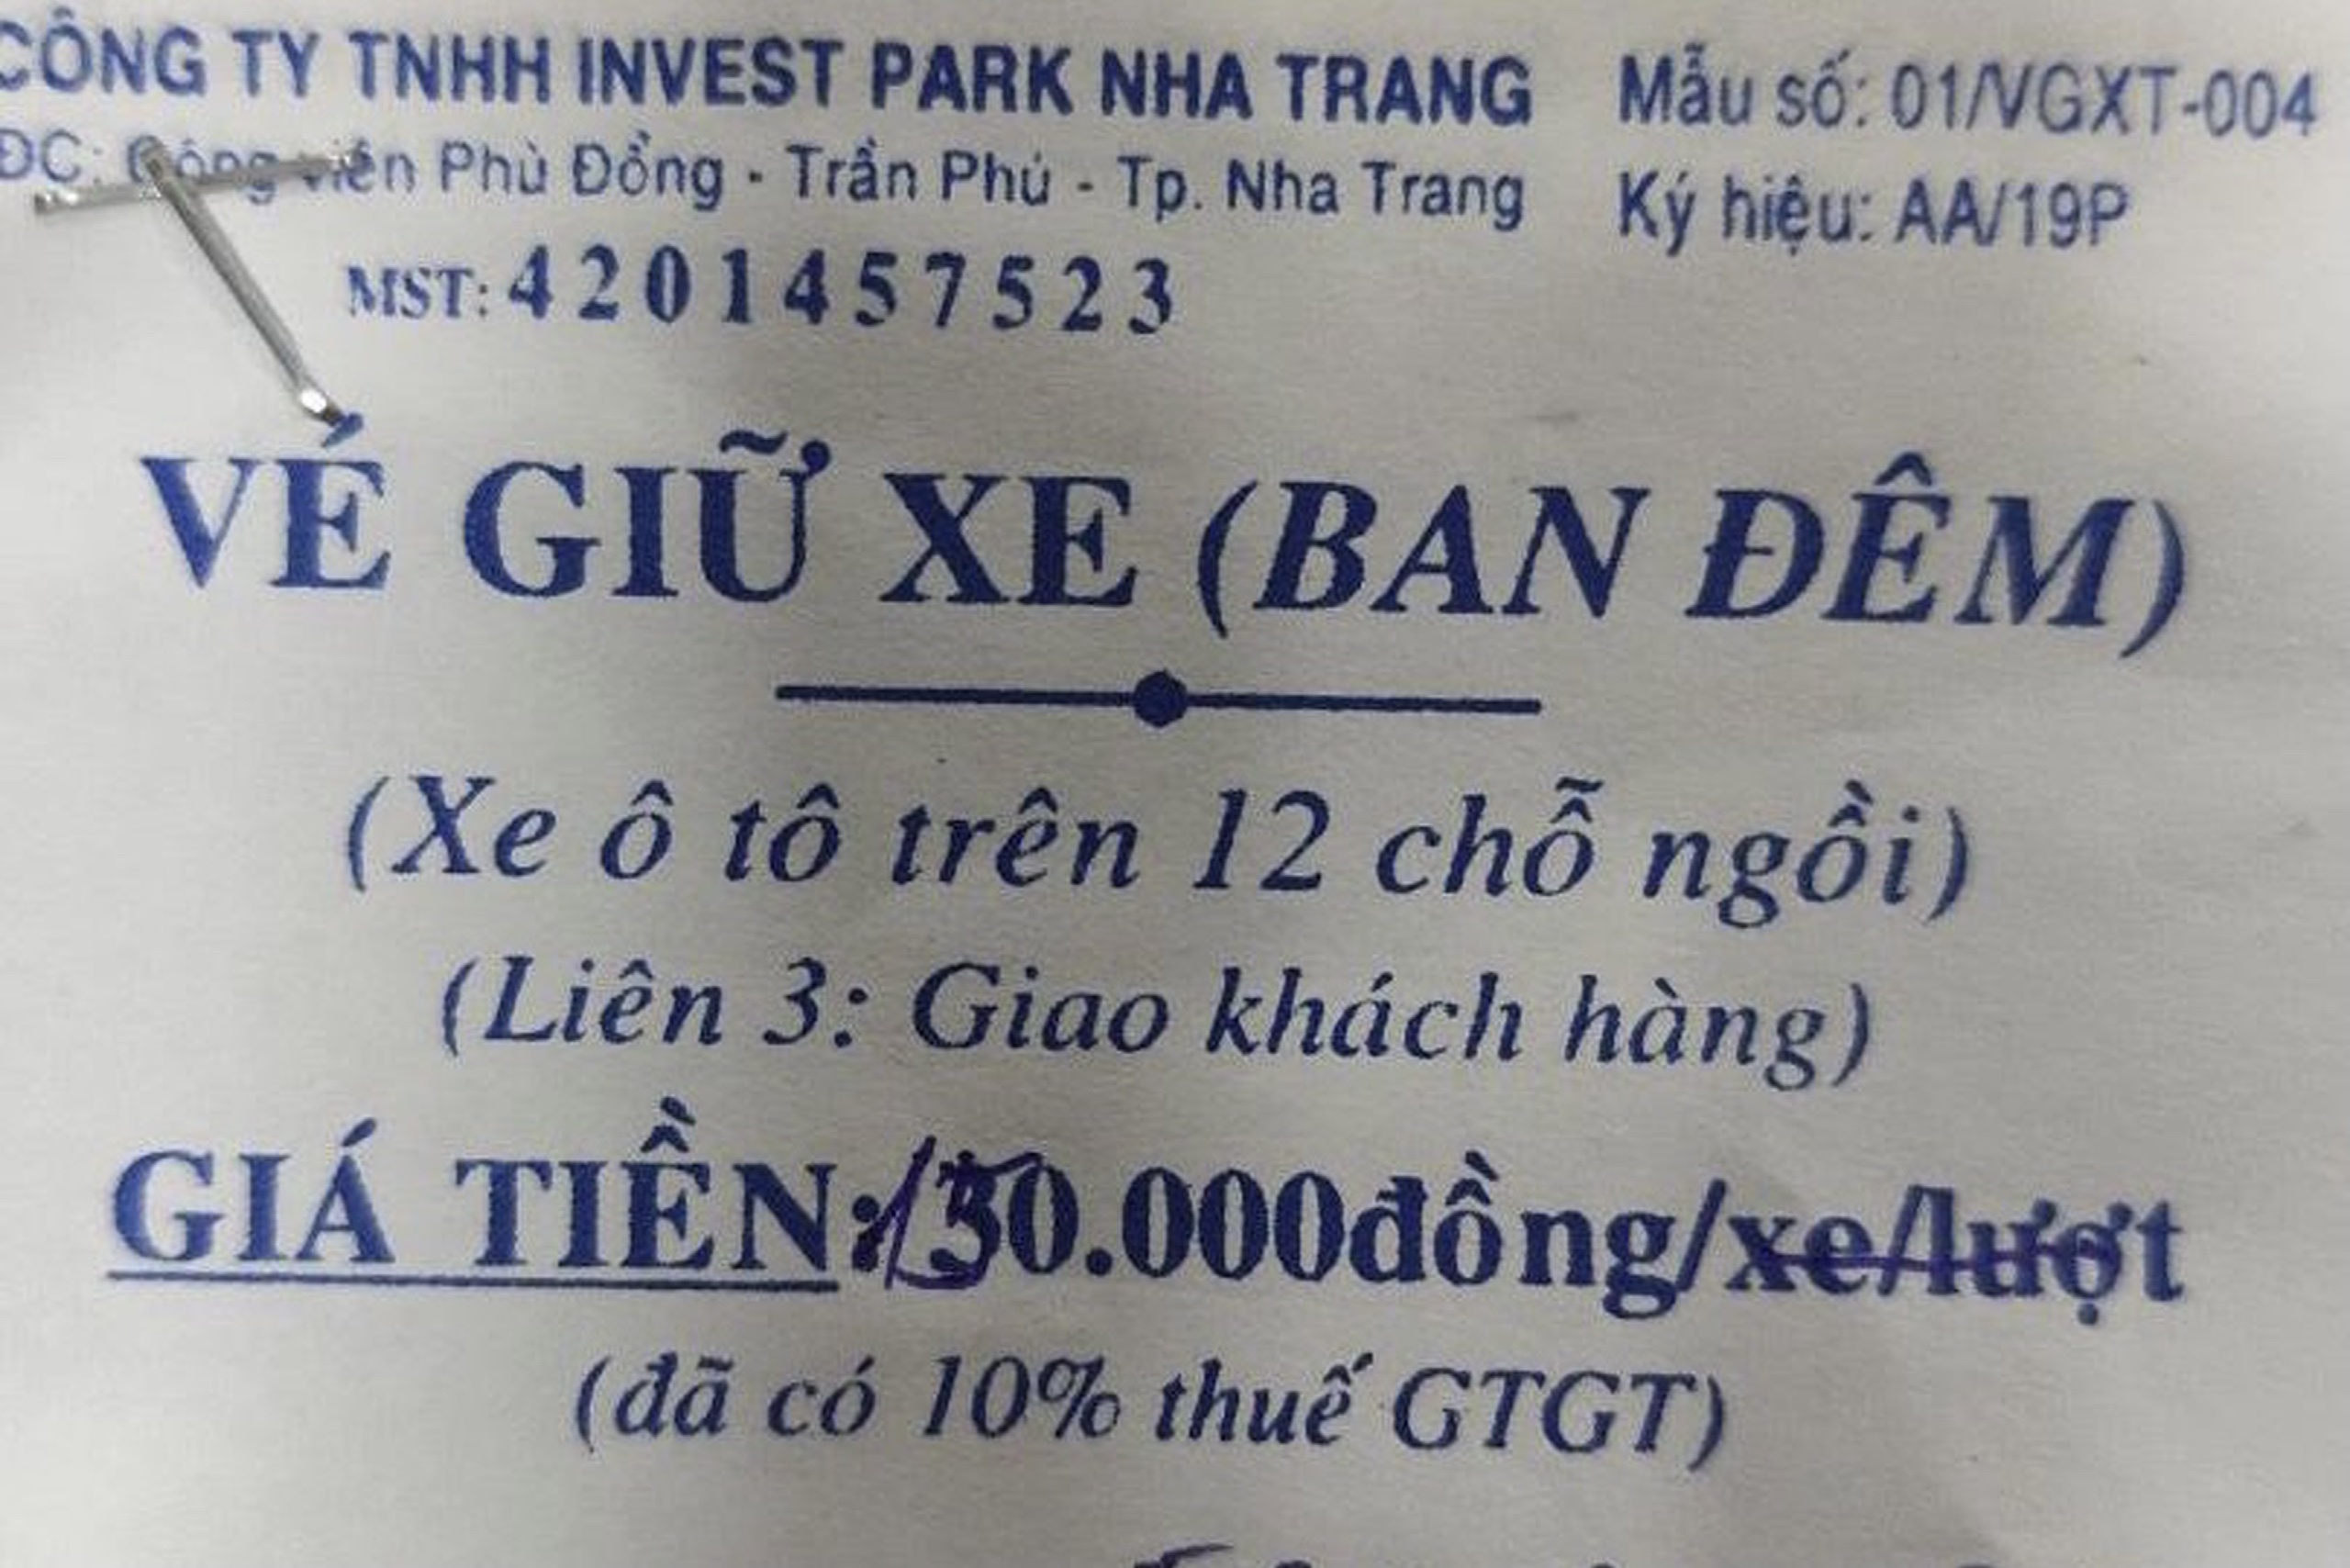 CÔNG TY TNHH INVEST PARK NHA TRANG
Mẫu số: 01/VGXT-004
ĐC: Công viên Phù Đổng - Trần Phú - Tp. Nha Trang
Ký hiệu: AA/19P
MST: 4201457523
VÉ GIỮ XE (BAN ĐÊM)
(Xe ô tô trên 12 chỗ ngồi)
(Liên 3: Giao khách hàng)
GIÁ TIỀN: 150.000đồng/xe/lượt
(đã có 10% thuế GTGT)